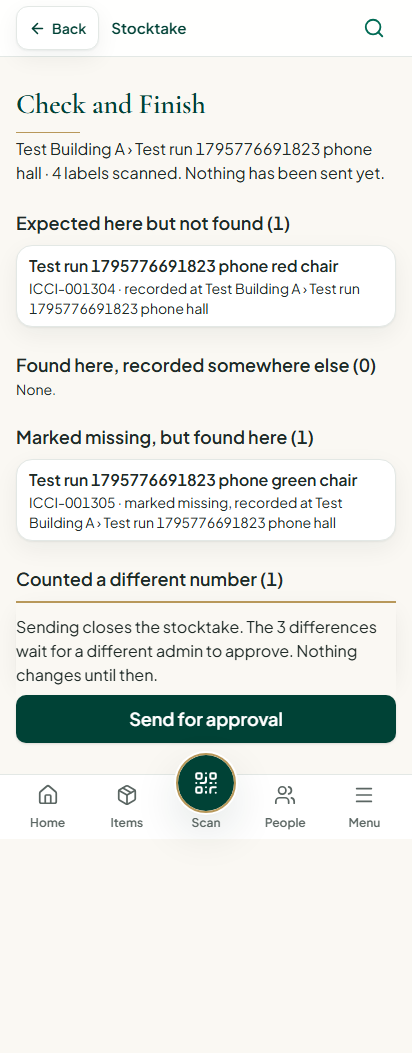 Back
Stocktake
Check and Finish
Test Building A › Test run 1795776691823 phone
hall · 4 labels scanned. Nothing has been sent yet.
Expected here but not found (1)
Test run 1795776691823 phone red chair
ICCI-001304 · recorded at Test Building A › Test run
1795776691823 phone hall
Found here, recorded somewhere else (0)
None.
Marked missing, but found here (1)
Test run 1795776691823 phone green chair
ICCI-001305 · marked missing, recorded at Test
Building A › Test run 1795776691823 phone hall
Counted a different number (1)
Sending closes the stocktake. The 3 differences
wait for a different admin to approve. Nothing
changes until then.
Send for approval
Home
Items
Scan
People
Menu